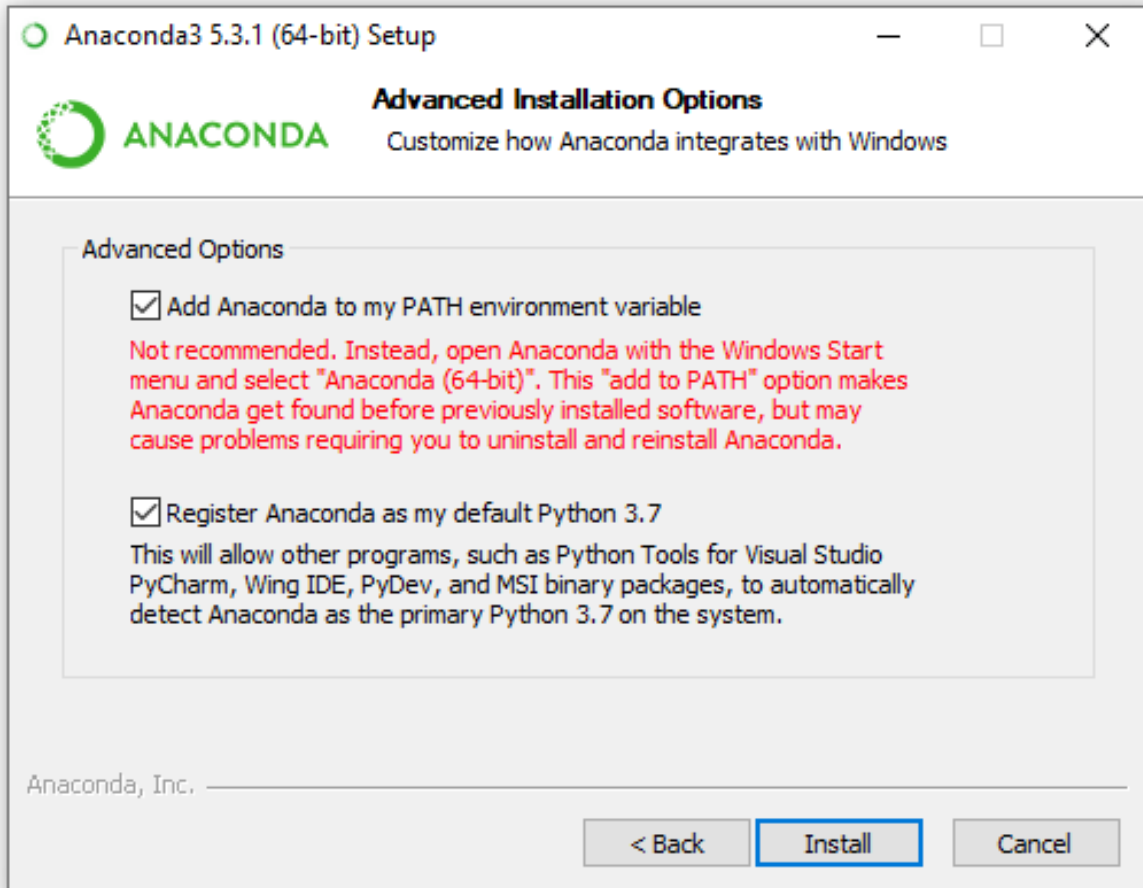 Anaconda3 5.3.1 (64-bit) Setup
Advanced Installation Options
ANACONDA
Customize how Anaconda integrates with Windows
Advanced Options
Add Anaconda to my PATH environment variable
Not recommended. Instead, open Anaconda with the Windows Start
menu and select "Anaconda (64-bit)". This "add to PATH" option makes
Anaconda get found before previously installed software, but may
cause problems requiring you to uninstall and reinstall Anaconda.
Register Anaconda as my default Python 3.7
This will allow other programs, such as Python Tools for Visual Studio
PyCharm, Wing IDE, PyDev, and MSI binary packages, to automatically
detect Anaconda as the primary Python 3.7 on the system.
Anaconda, Inc.
< Back
Install
Cancel